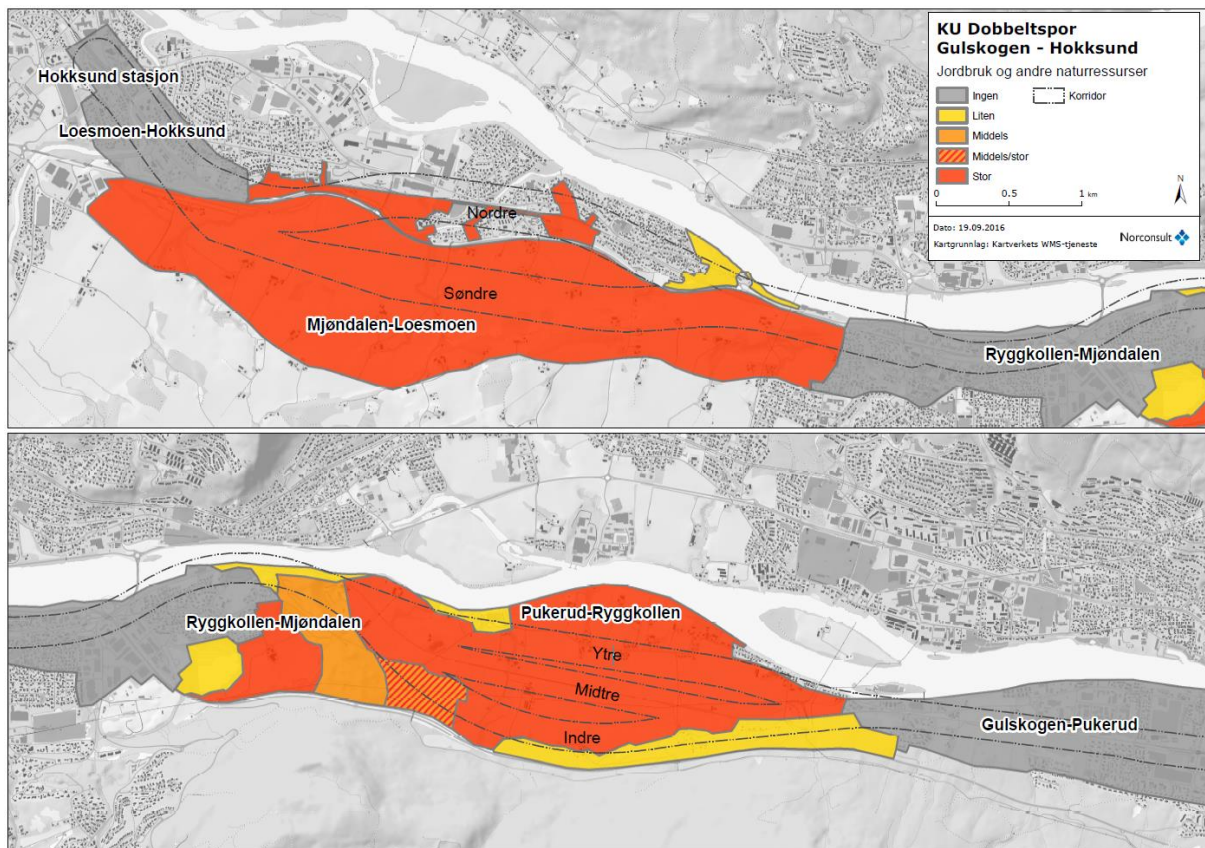 KU Dobbeltspor
Gulskogen - Hokksund
Jordbruk og andre naturressurser
Ingen
Korridor
Liten
Middels
Middels/stor
Stor
N
0 0.5 1 km
Dato: 19.09.2016
Kartgrunnlag: Kartverkets WMS-tjeneste
Norconsult
Hokksund stasjon
Loesmoen-Hokksund
Nordre
Søndre
Mjøndalen-Loesmoen
Ryggkollen-Mjøndalen
Ryggkollen-Mjøndalen
Pukerud-Ryggkollen
Ytre
Midtre
Indre
Gulskogen-Pukerud